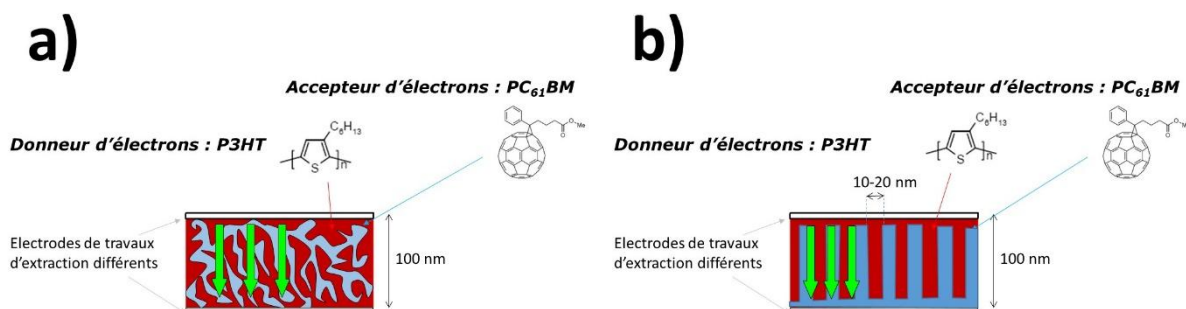 a)
Accepteur d'électrons : PC₆₁BM
C₆H₁₃
O
O
Me
Donneur d'électrons : P3HT
S
n
Electrodes de travaux
d'extraction différents
100 nm
b)
Accepteur d'électrons : PC₆₁BM
C₆H₁₃
O
O
Donneur d'électrons : P3HT
S
n
10-20 nm
Electrodes de travaux
d'extraction différents
100 nm